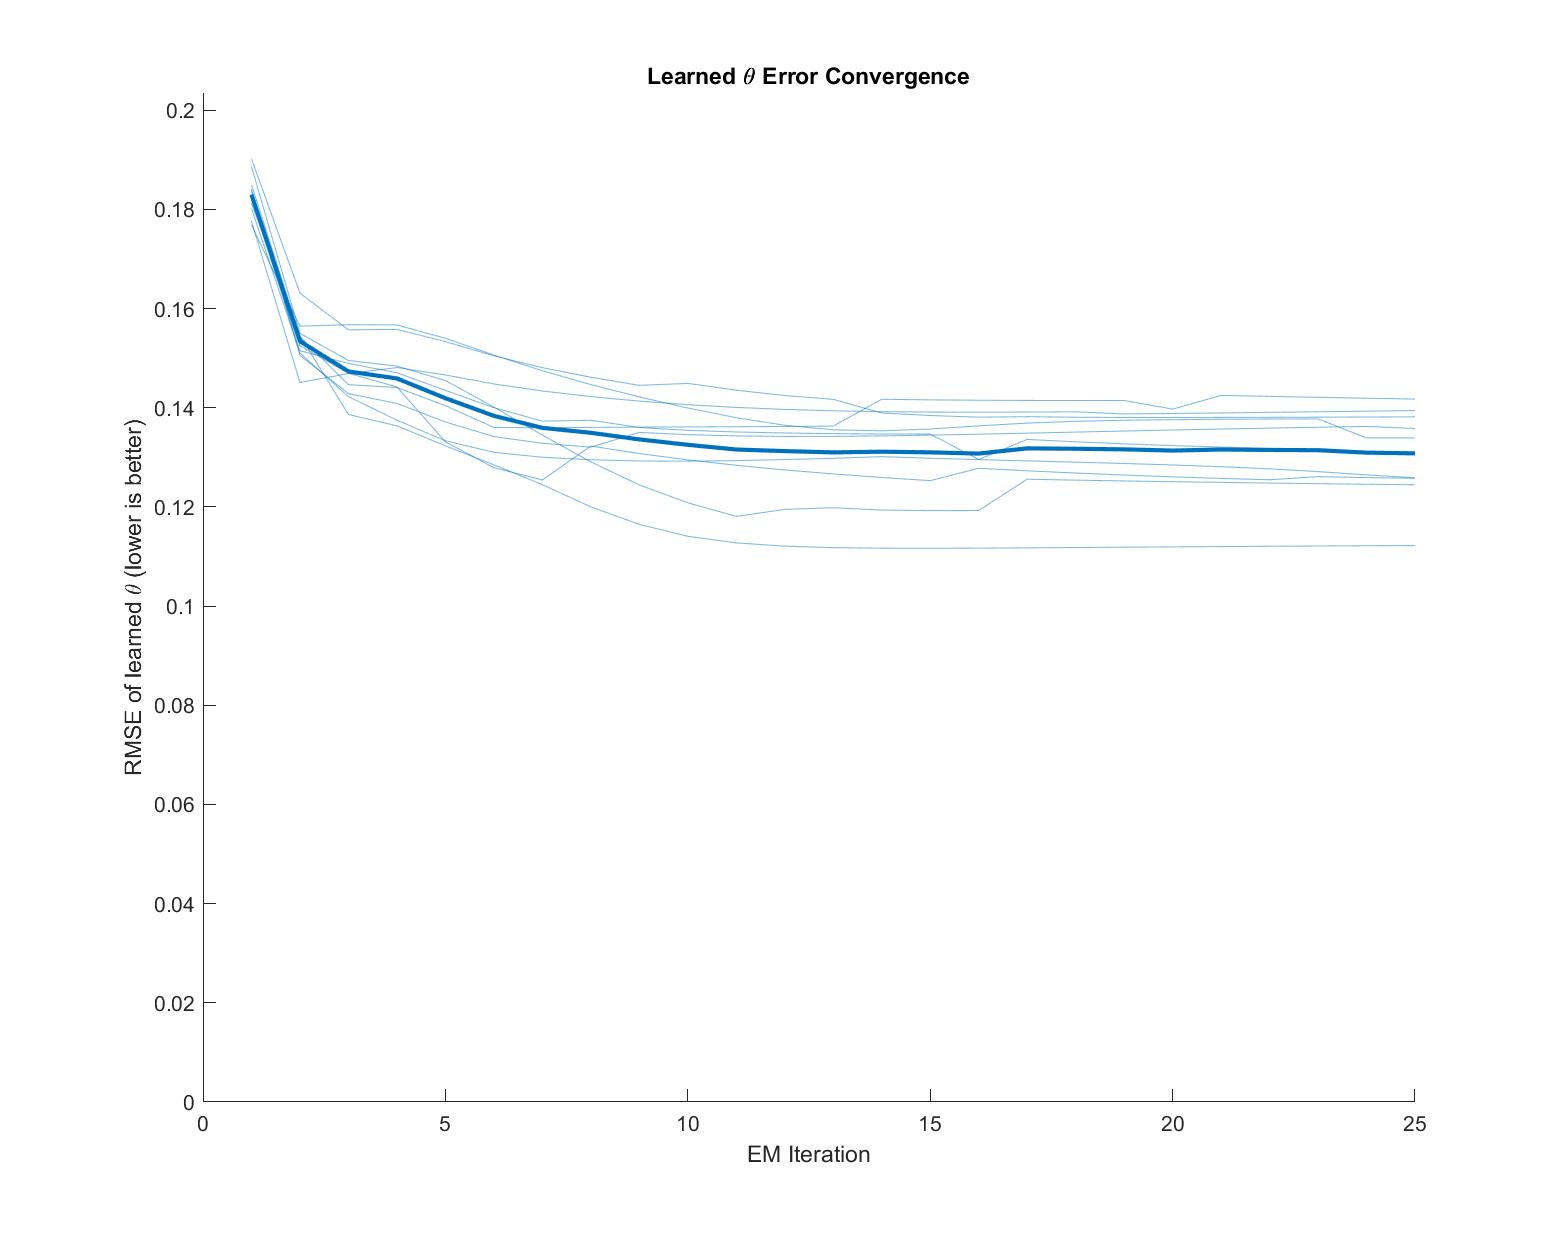 Learned θ Error Convergence
0.2
0.18
0.16
0.14
0.12
0.1
0.08
0.06
0.04
0.02
0
RMSE of learned θ (lower is better)
0 5 10 15 20 25
EM Iteration